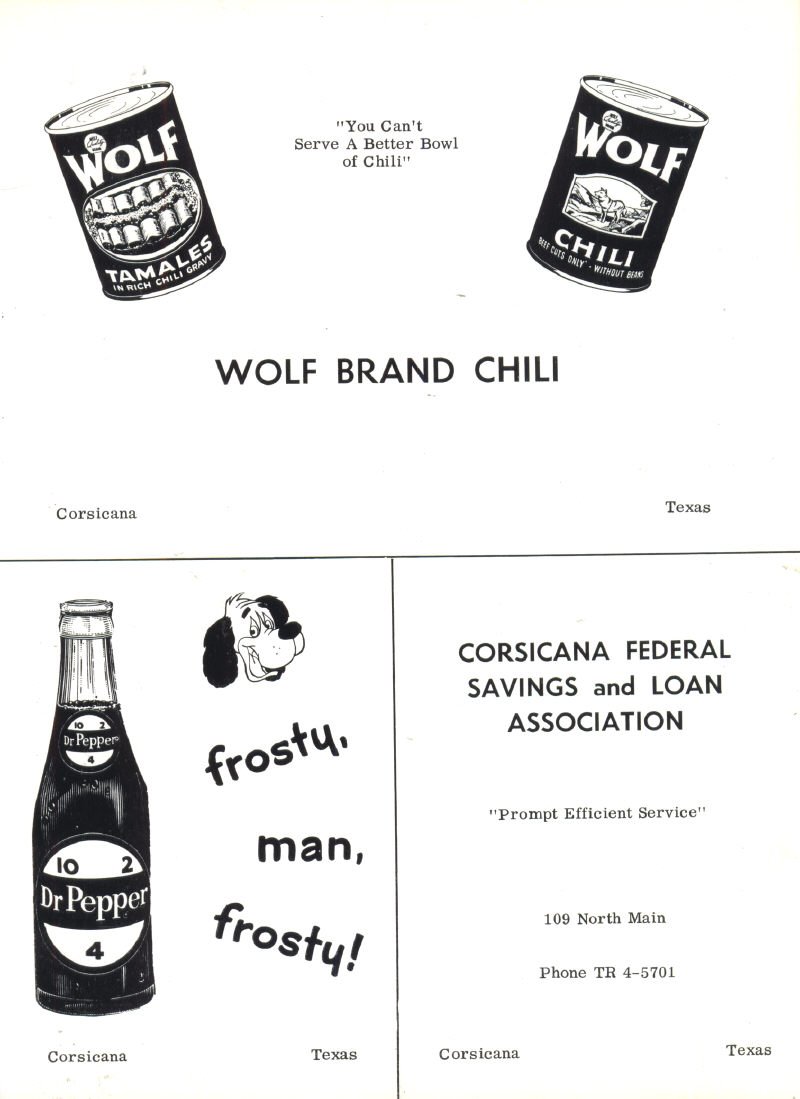 "You Can't
Serve A Better Bowl
of Chili"
WOLF
TAMALES
IN RICH CHILI GRAVY
WOLF
CHILI
BEEF CUTS ONLY · WITHOUT BEANS
WOLF BRAND CHILI
Corsicana Texas
10 2
Dr Pepper
4
10 2
Dr Pepper
4
frosty,
man,
frosty!
Corsicana Texas
CORSICANA FEDERAL
SAVINGS and LOAN
ASSOCIATION
"Prompt Efficient Service"
109 North Main
Phone TR 4-5701
Corsicana Texas